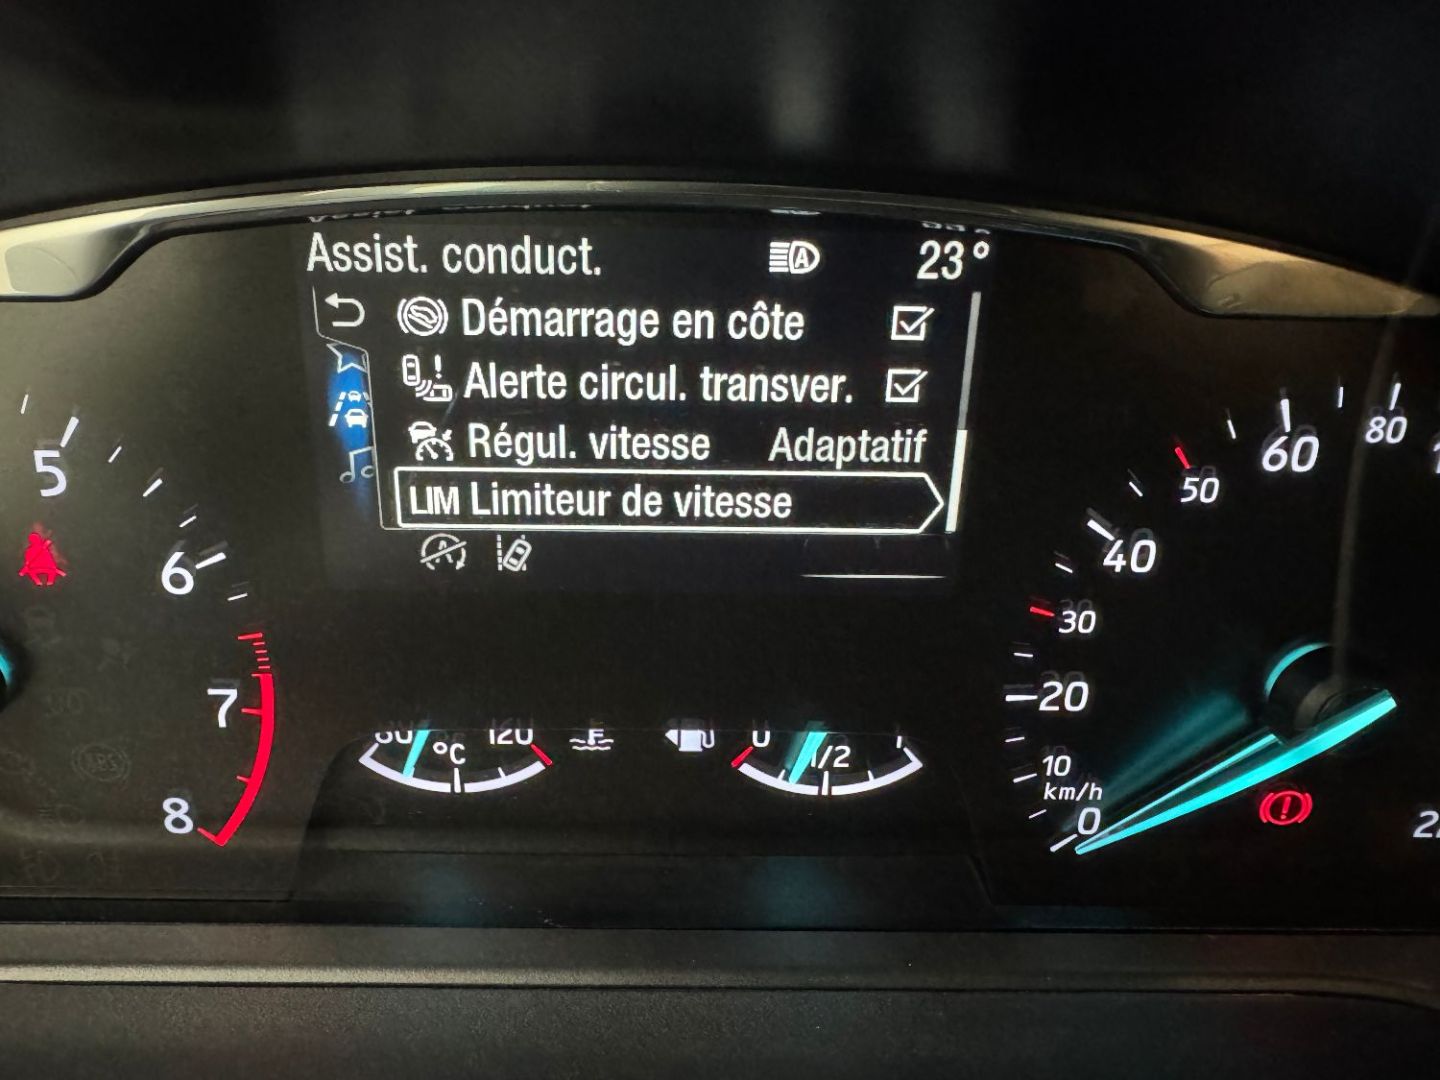 Assist. conduct. A 23°
Démarrage en côte
Alerte circul. transver.
Régul. vitesse Adaptatif
LIM Limiteur de vitesse
A
5
6
7
8
120
°C
0
1/2
80
60
50
40
30
20
10
km/h
0